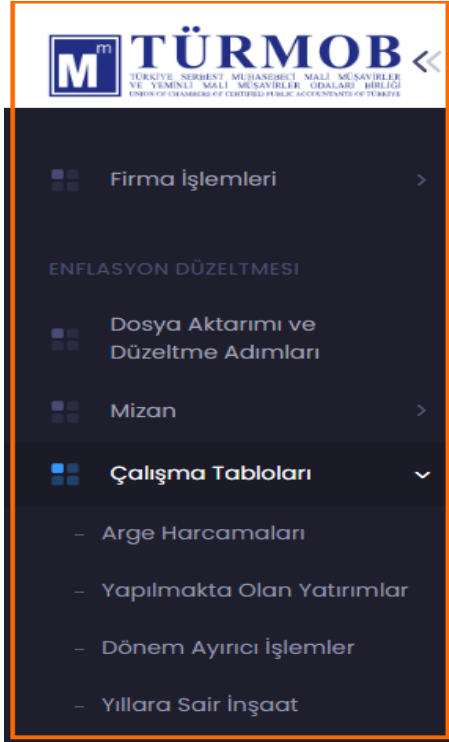 Mm TÜRMOB
TÜRKİYE SERBEST MUHASEBECİ MALİ MÜŞAVİRLER
VE YEMİNLİ MALİ MÜŞAVİRLER ODALARI BİRLİĞİ
UNION OF CHAMBERS OF CERTIFIED PUBLIC ACCOUNTANTS OF TÜRKİYE
Firma İşlemleri
ENFLASYON DÜZELTMESI
Dosya Aktarımı ve
Düzeltme Adımları
Mizan
Çalışma Tabloları
– Arge Harcamaları
– Yapılmakta Olan Yatırımlar
– Dönem Ayırıcı İşlemler
– Yıllara Sair İnşaat